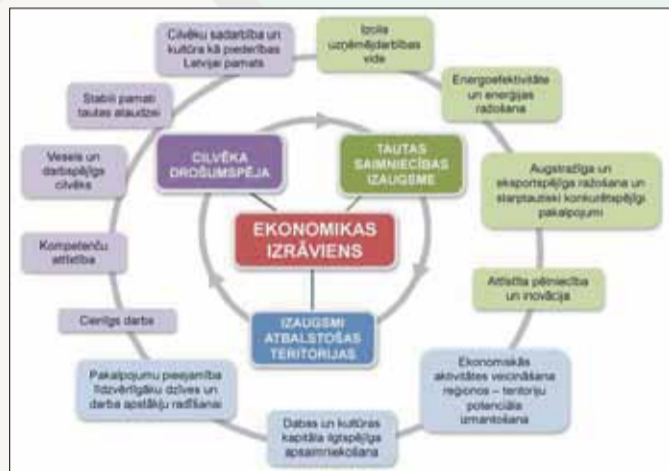 Cilvēku sadarbība un
kultūra kā piederības
Latvijai pamats
Izcila
uzņēmējdarbības
vide
Energoefektivitāte
un enerģijas
ražošana
Augstražīga un
eksportspējīga ražošana un
starptautiski konkurētspējīgi
pakalpojumi
Attīstīta pētniecība
un inovācija
Ekonomiskās
aktivitātes veicināšana
reģionos – teritoriju
potenciāla
izmantošana
Dabas un kultūras
kapitāla ilgtspējīga
apsaimniekošana
Pakalpojumu pieejamība
līdzvērtīgāku dzīves un
darba apstākļu radīšanai
Cienīgs darbs
Kompetenču
attīstība
Vesels un
darbspējīgs
cilvēks
Stabili pamati
tautas ataudzei
CILVĒKA
DROŠUMSPĒJA
TAUTAS
SAIMNIECĪBAS
IZAUGSME
EKONOMIKAS
IZRĀVIENS
IZAUGSMI
ATBALSTOŠAS
TERITORIJAS